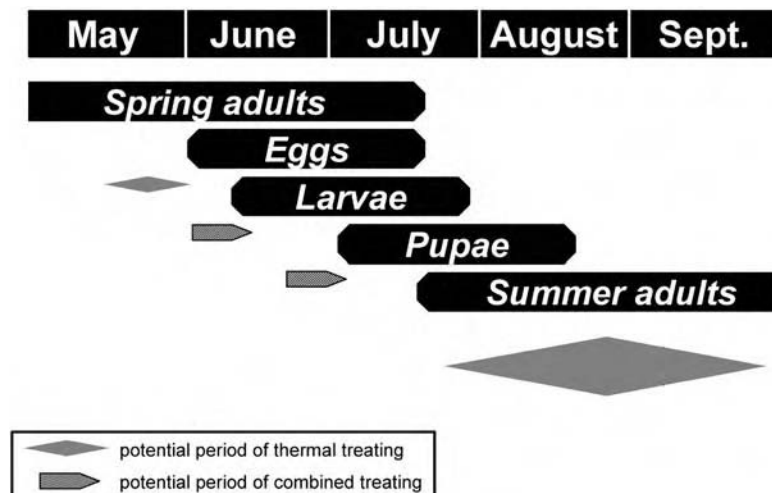 May June July August Sept.
Spring adults
Eggs
Larvae
Pupae
Summer adults
potential period of thermal treating
potential period of combined treating